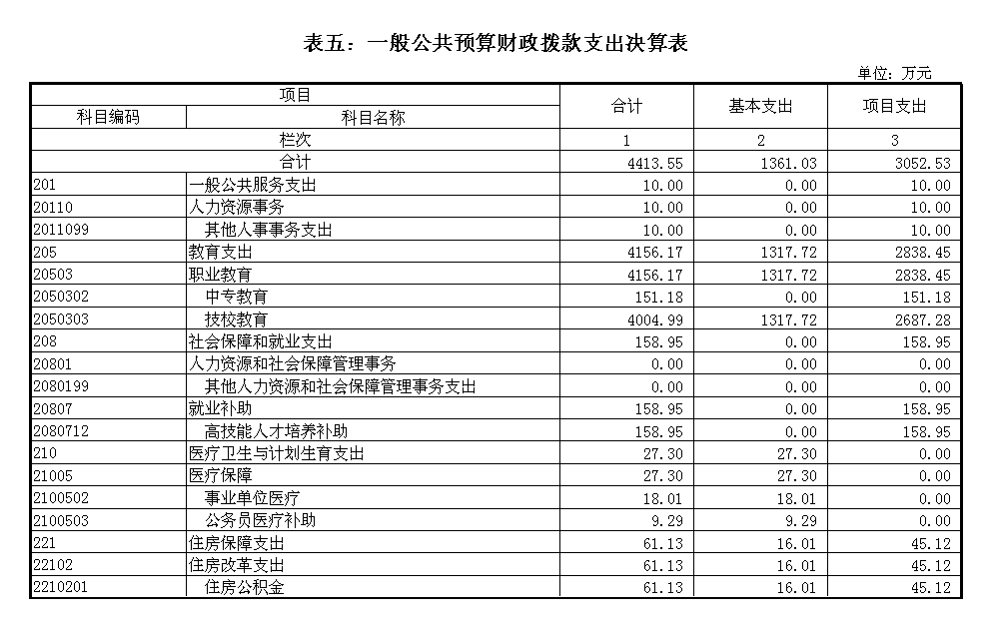 表五：一般公共预算财政拨款支出决算表
单位：万元
项目 合计 基本支出 项目支出
科目编码 科目名称
栏次 1 2 3
合计 4413.55 1361.03 3052.53
201 一般公共服务支出 10.00 0.00 10.00
20110 人力资源事务 10.00 0.00 10.00
2011099 其他人事事务支出 10.00 0.00 10.00
205 教育支出 4156.17 1317.72 2838.45
20503 职业教育 4156.17 1317.72 2838.45
2050302 中专教育 151.18 0.00 151.18
2050303 技校教育 4004.99 1317.72 2687.28
208 社会保障和就业支出 158.95 0.00 158.95
20801 人力资源和社会保障管理事务 0.00 0.00 0.00
2080199 其他人力资源和社会保障管理事务支出 0.00 0.00 0.00
20807 就业补助 158.95 0.00 158.95
2080712 高技能人才培养补助 158.95 0.00 158.95
210 医疗卫生与计划生育支出 27.30 27.30 0.00
21005 医疗保障 27.30 27.30 0.00
2100502 事业单位医疗 18.01 18.01 0.00
2100503 公务员医疗补助 9.29 9.29 0.00
221 住房保障支出 61.13 16.01 45.12
22102 住房改革支出 61.13 16.01 45.12
2210201 住房公积金 61.13 16.01 45.12